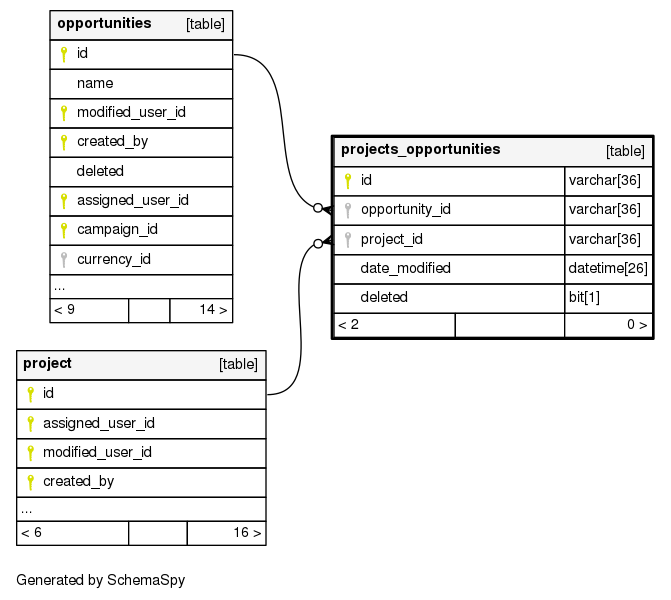 opportunities [table]
id
name
modified_user_id
created_by
deleted
assigned_user_id
campaign_id
currency_id
...
< 9 14 >
projects_opportunities [table]
id varchar[36]
opportunity_id varchar[36]
project_id varchar[36]
date_modified datetime[26]
deleted bit[1]
< 2 0 >
project [table]
id
assigned_user_id
modified_user_id
created_by
...
< 6 16 >
Generated by SchemaSpy